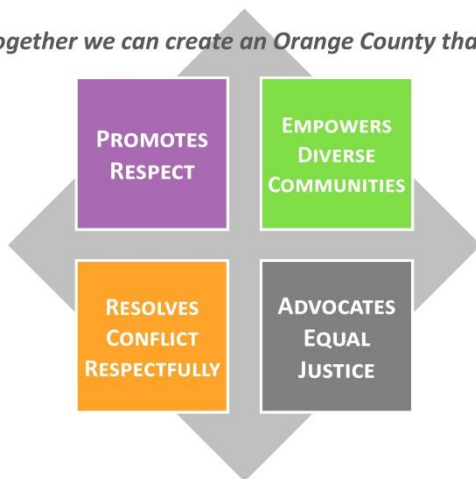 ogether we can create an Orange County tha
PROMOTES
RESPECT
EMPOWERS
DIVERSE
COMMUNITIES
RESOLVES
CONFLICT
RESPECTFULLY
ADVOCATES
EQUAL
JUSTICE